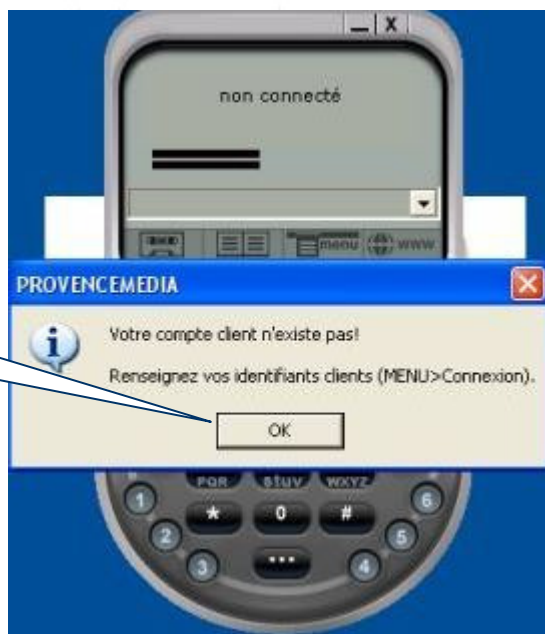 — X
non connecté
menu www
PROVENCEMEDIA
Votre compte client n'existe pas!
Renseignez vos identifiants clients (MENU>Connexion).
OK
PQR STUV WXYZ
1 * 0 # 6
2 5
3 ... 4